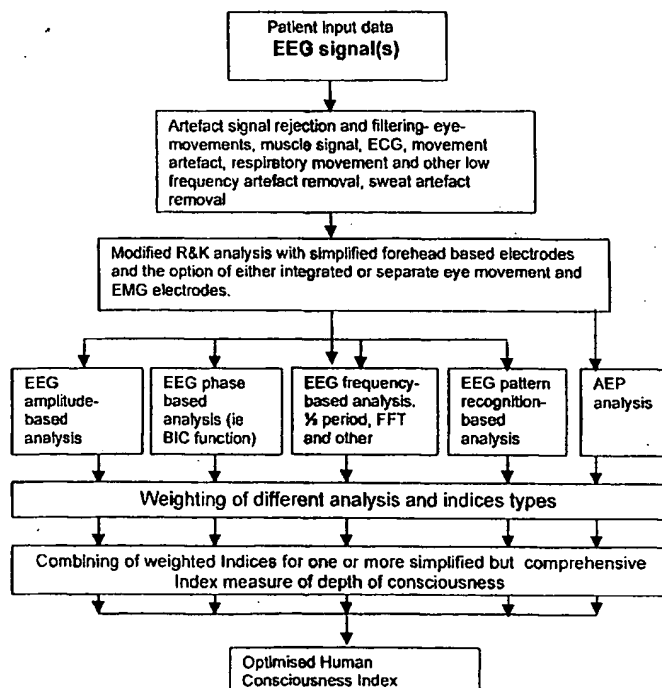 Patient input data
EEG signal(s)
Artefact signal rejection and filtering- eye-
movements, muscle signal, ECG, movement
artefact, respiratory movement and other low
frequency artefact removal, sweat artefact
removal
Modified R&K analysis with simplified forehead based electrodes
and the option of either integrated or separate eye movement and
EMG electrodes.
EEG
amplitude-
based
analysis
EEG phase
based
analysis (ie
BIC function)
EEG frequency-
based analysis.
½ period, FFT
and other
EEG pattern
recognition-
based
analysis
AEP
analysis
Weighting of different analysis and indices types
Combining of weighted Indices for one or more simplified but comprehensive
Index measure of depth of consciousness
Optimised Human
Consciousness Index